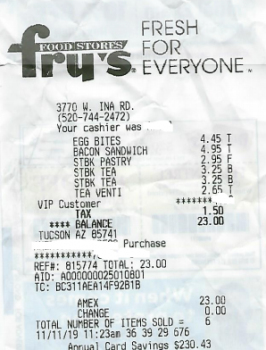 FOOD STORES
fry's.
FRESH
FOR
EVERYONE™
3770 W. INA RD.
(520-744-2472)
Your cashier was
EGG BITES 4.45 T
BACON SANDWICH 4.95 T
STBK PASTRY 2.95 F
STBK TEA 3.25 B
STBK TEA 3.25 B
TEA VENTI 2.65 T
VIP Customer *******..
TAX 1.50
**** BALANCE 23.00
TUCSON AZ 85741
Purchase
***********
REF#: 815774 TOTAL: 23.00
AID: A000000025010801
TC: BC311AEA14F92B1B
AMEX 23.00
CHANGE 0.00
TOTAL NUMBER OF ITEMS SOLD = 6
11/11/19 11:23am 36 39 29 676
Annual Card Savings $230.43